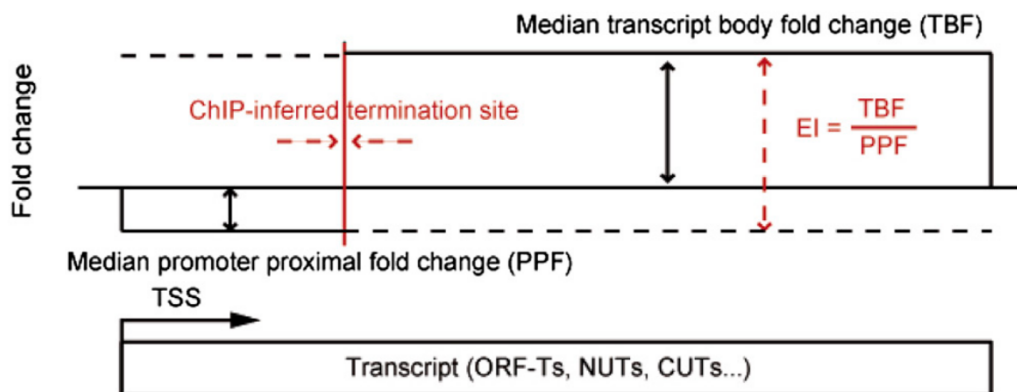 Median transcript body fold change (TBF)
Fold change
ChIP-inferred termination site
EI = TBF
PPF
Median promoter proximal fold change (PPF)
TSS
Transcript (ORF-Ts, NUTs, CUTs...)